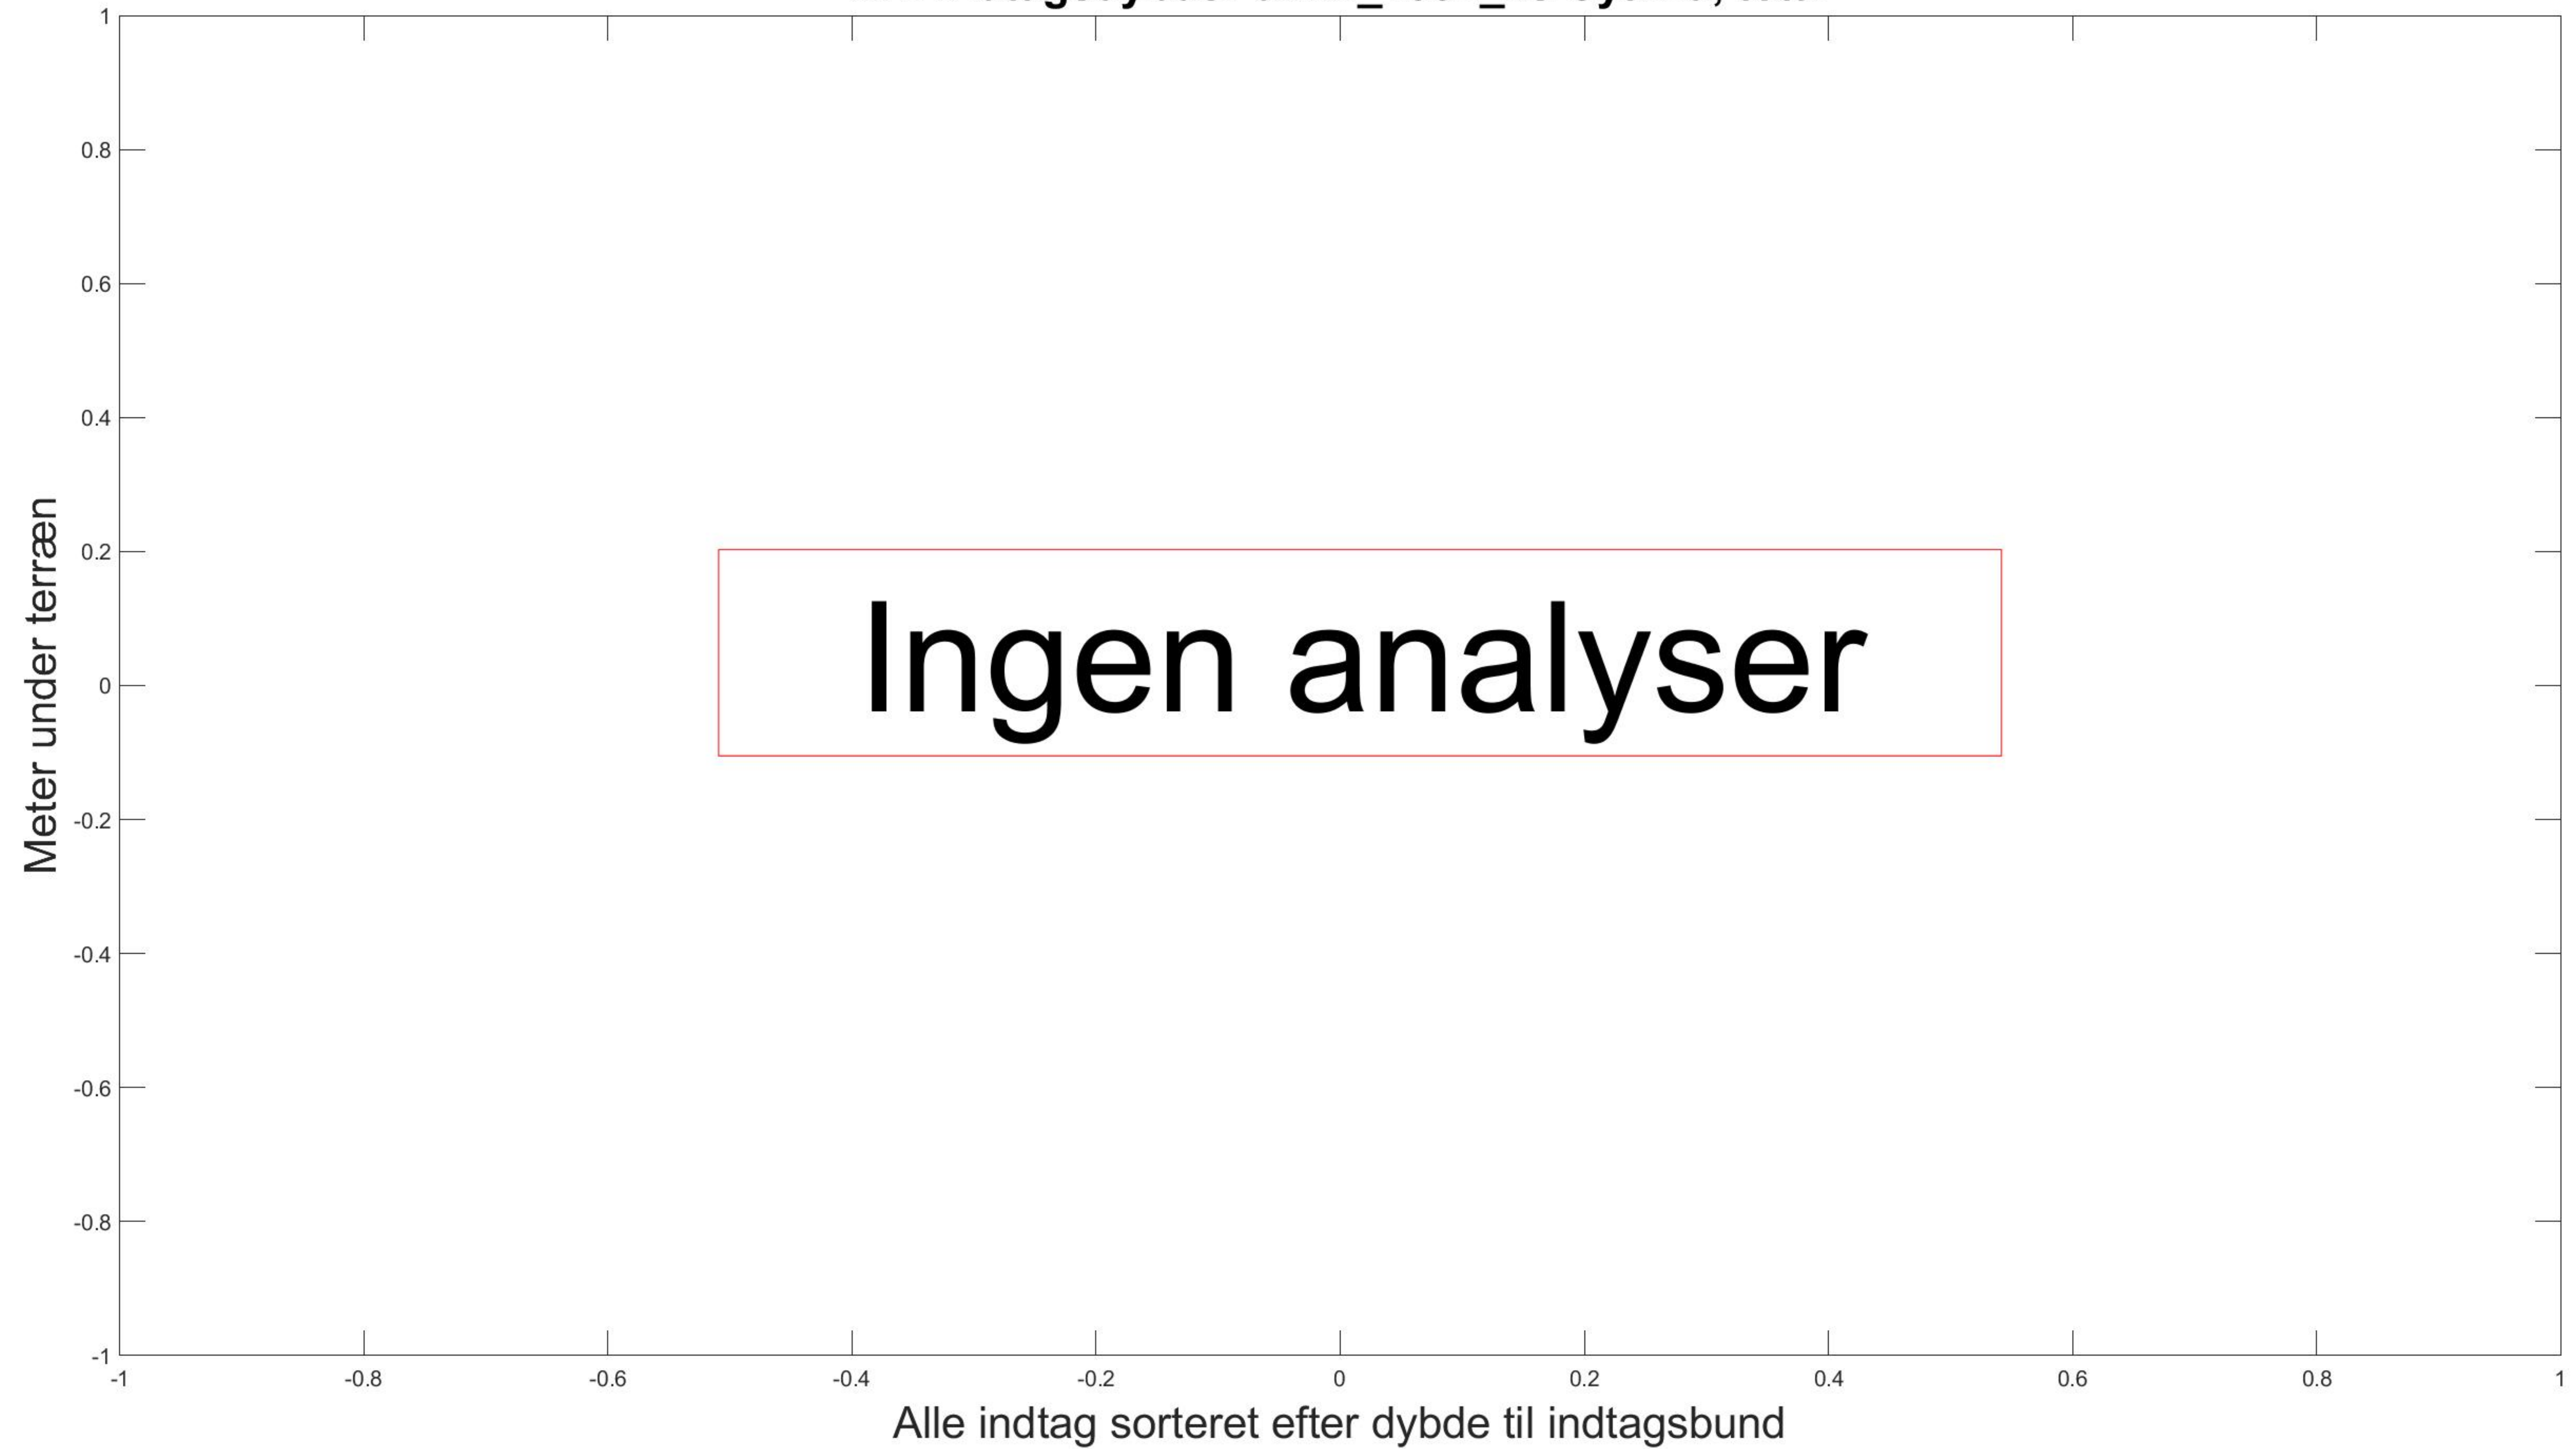 1
0.8
0.6
0.4
0.2
0
-0.2
-0.4
-0.6
-0.8
-1
Meter under terræn
Ingen analyser
-1 -0.8 -0.6 -0.4 -0.2 0 0.2 0.4 0.6 0.8 1
Alle indtag sorteret efter dybde til indtagsbund